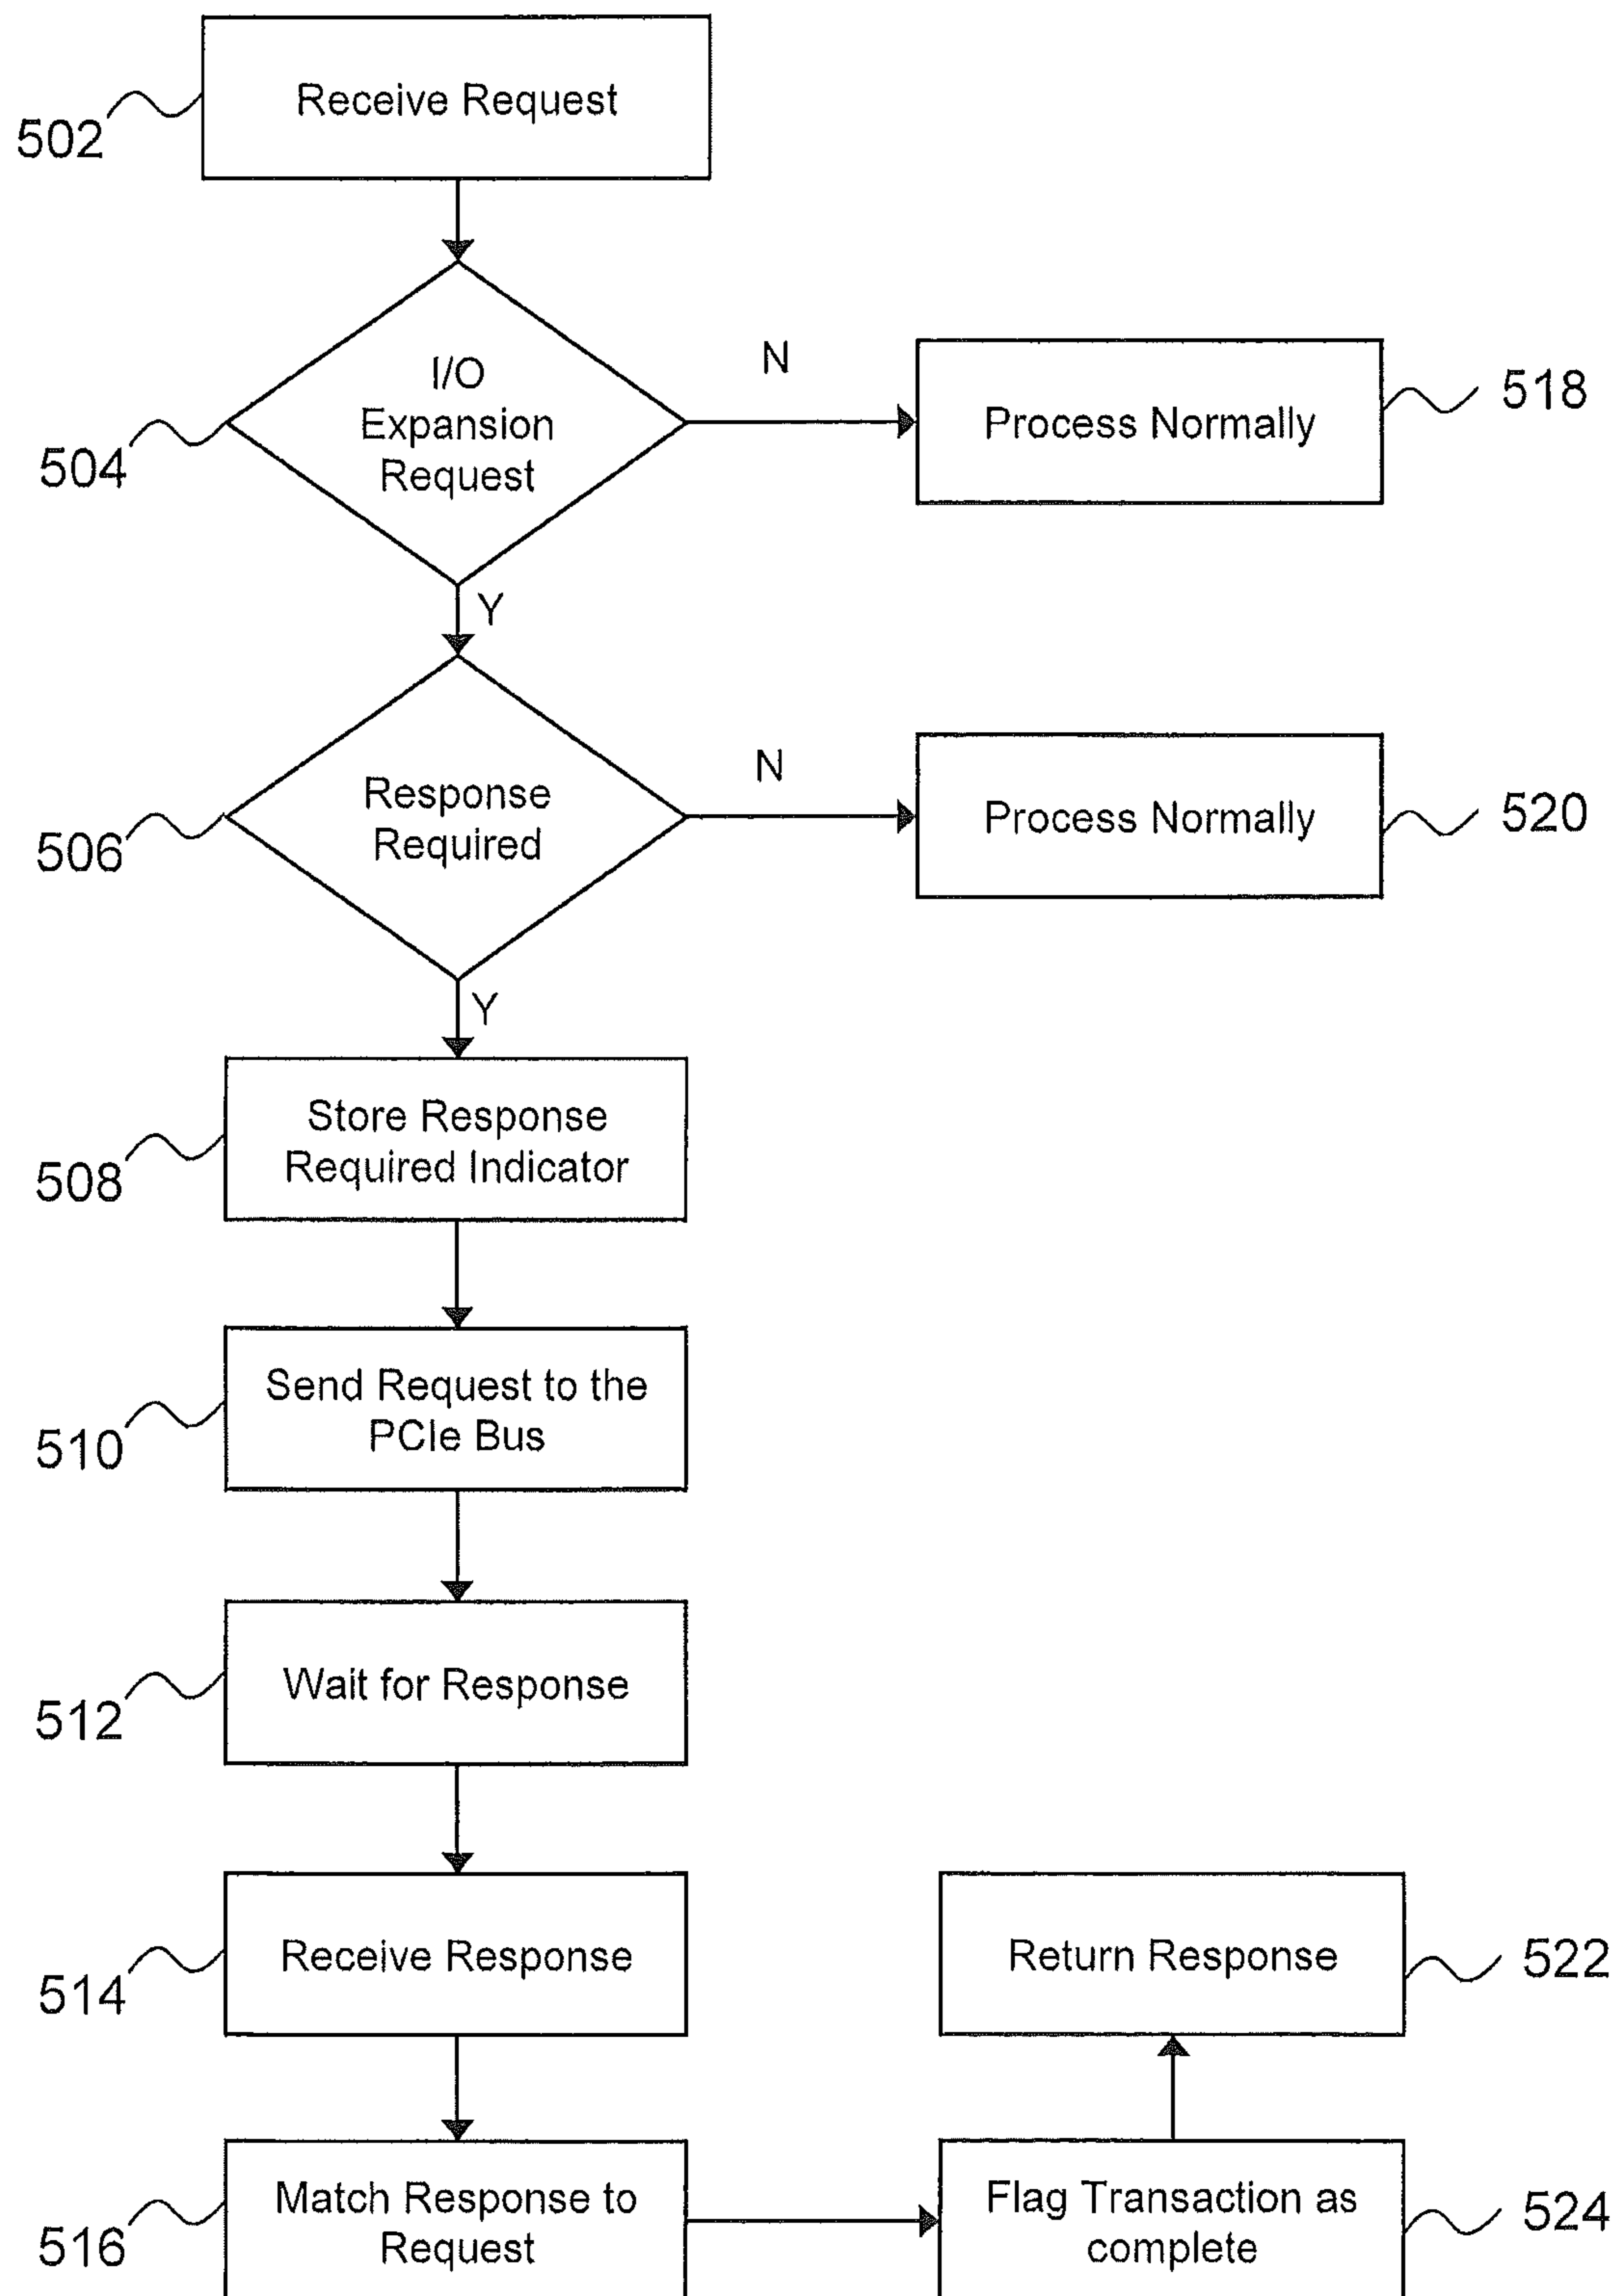 Receive Request
502
I/O
Expansion
Request
504
N
Process Normally
518
Y
Response
Required
506
N
Process Normally
520
Y
Store Response
Required Indicator
508
Send Request to the
PCIe Bus
510
Wait for Response
512
Receive Response
514
Return Response
522
Match Response to
Request
516
Flag Transaction as
complete
524